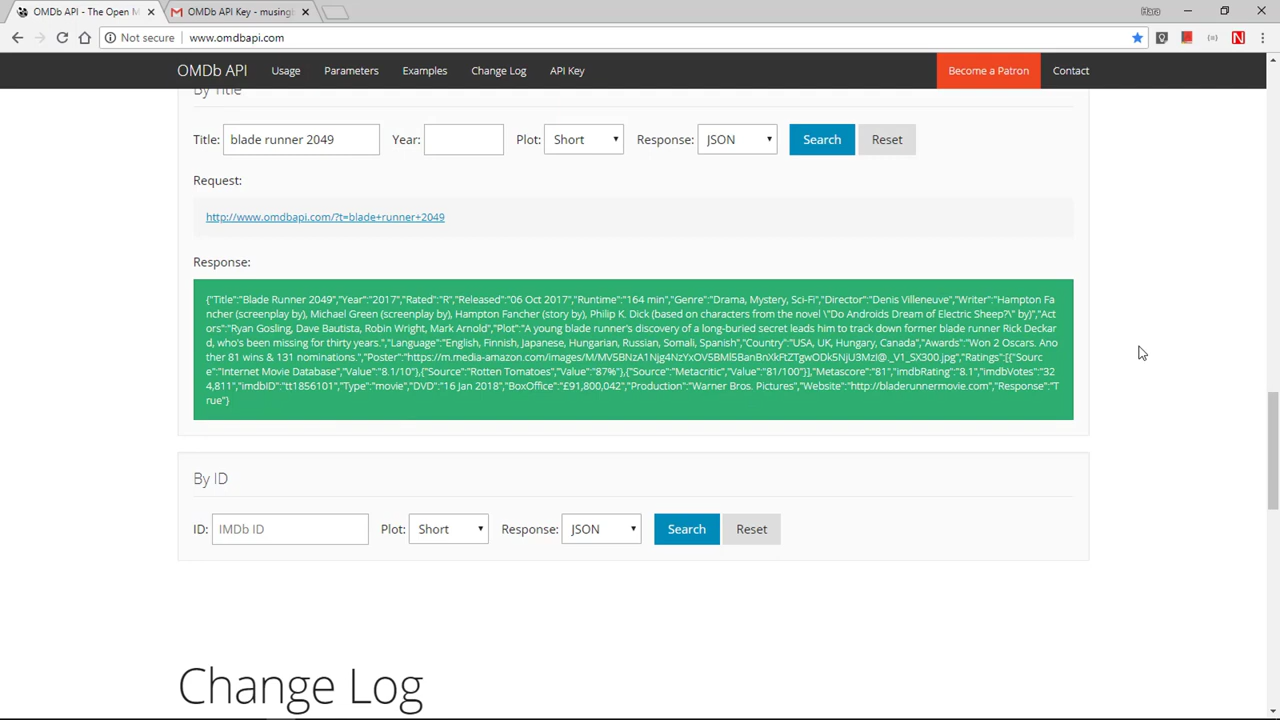 OMDb API - The Open M
OMDb API Key - musing
Hara
Not secure
www.omdbapi.com
OMDb API Usage Parameters Examples Change Log API Key Become a Patron Contact
By Title
Title: blade runner 2049 Year: Plot: Short Response: JSON Search Reset
Request:
http://www.omdbapi.com/?t=blade+runner+2049
Response:
{"Title":"Blade Runner 2049","Year":"2017","Rated":"R","Released":"06 Oct 2017","Runtime":"164 min","Genre":"Drama, Mystery, Sci-Fi","Director":"Denis Villeneuve","Writer":"Hampton Fa
ncher (screenplay by), Michael Green (screenplay by), Hampton Fancher (story by), Philip K. Dick (based on characters from the novel \"Do Androids Dream of Electric Sheep?\" by)","Act
ors":"Ryan Gosling, Dave Bautista, Robin Wright, Mark Arnold","Plot":"A young blade runner's discovery of a long-buried secret leads him to track down former blade runner Rick Deckar
d, who's been missing for thirty years.","Language":"English, Finnish, Japanese, Hungarian, Russian, Somali, Spanish","Country":"USA, UK, Hungary, Canada","Awards":"Won 2 Oscars. Ano
ther 81 wins & 131 nominations.","Poster":"https://m.media-amazon.com/images/M/MV5BNzA1Njg4NzYxOV5BMl5BanBnXkFtZTgwODk5NjU3MzI@._V1_SX300.jpg","Ratings":[{"Sourc
e":"Internet Movie Database","Value":"8.1/10"},{"Source":"Rotten Tomatoes","Value":"87%"},{"Source":"Metacritic","Value":"81/100"}],"Metascore":"81","imdbRating":"8.1","imdbVotes":"32
4,811","imdbID":"tt1856101","Type":"movie","DVD":"16 Jan 2018","BoxOffice":"£91,800,042","Production":"Warner Bros. Pictures","Website":"http://bladerunnermovie.com","Response":"T
rue"}
By ID
ID: IMDb ID Plot: Short Response: JSON Search Reset
Change Log